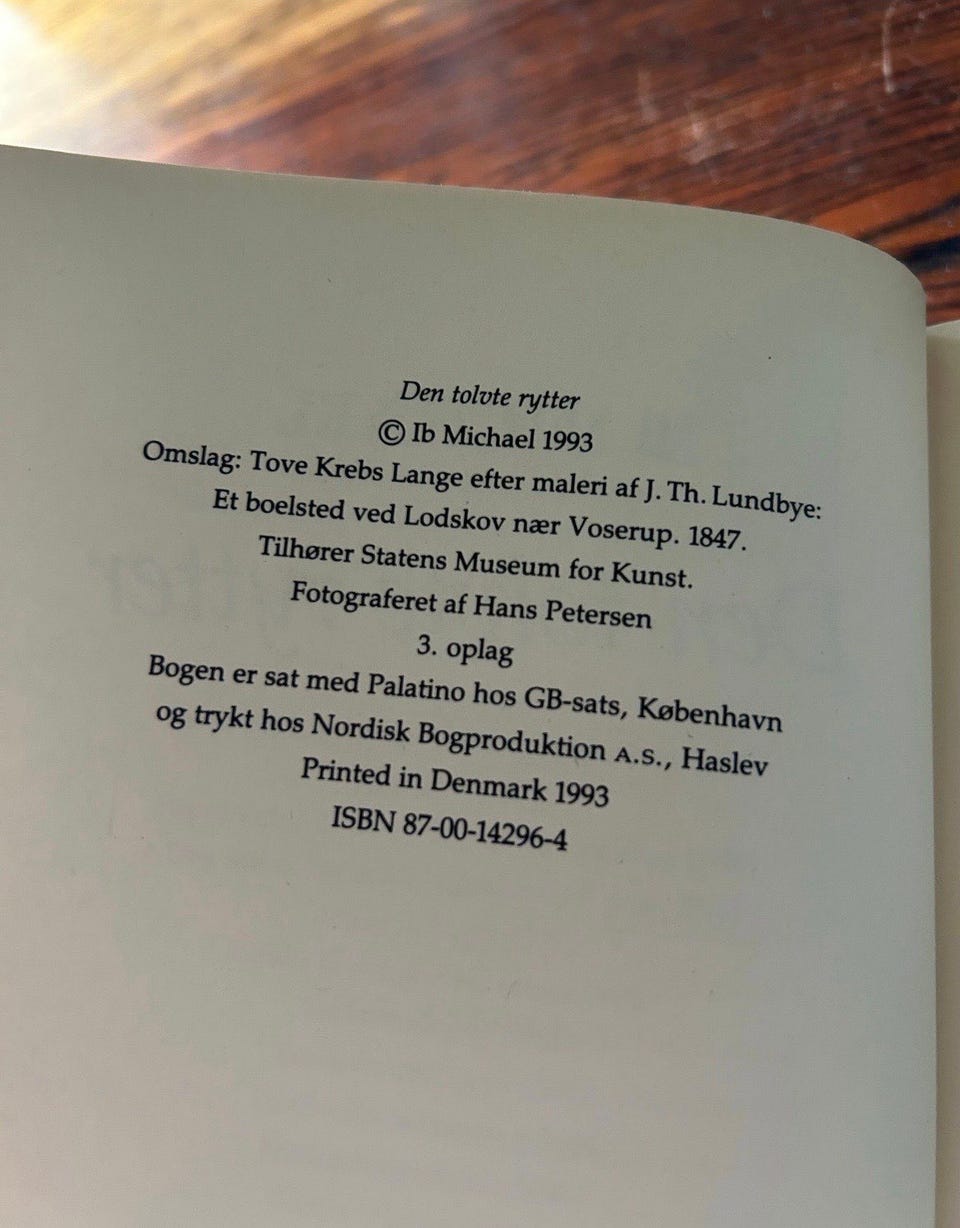 Den tolvte rytter
© Ib Michael 1993
Omslag: Tove Krebs Lange efter maleri af J. Th. Lundbye:
Et boelsted ved Lodskov nær Voserup. 1847.
Tilhører Statens Museum for Kunst.
Fotograferet af Hans Petersen
3. oplag
Bogen er sat med Palatino hos GB-sats, København
og trykt hos Nordisk Bogproduktion A.S., Haslev
Printed in Denmark 1993
ISBN 87-00-14296-4